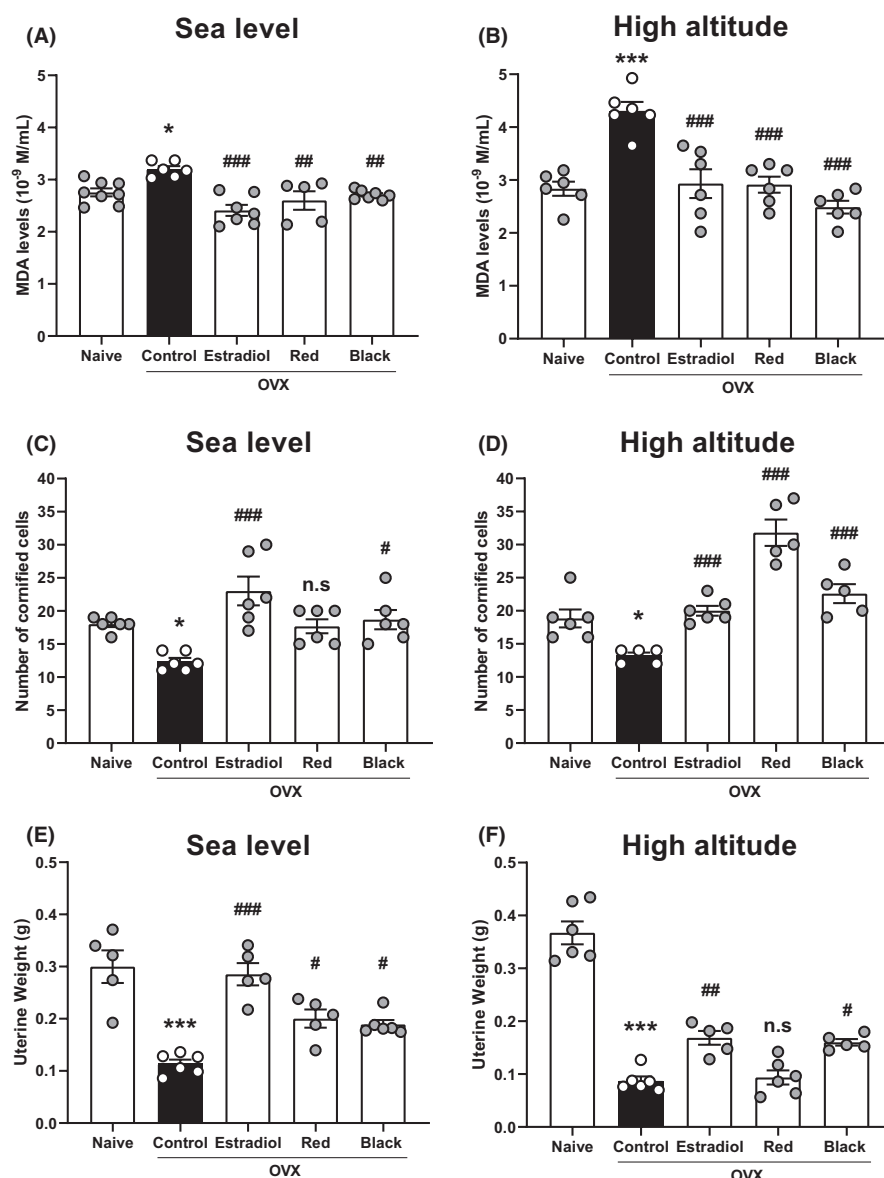 (A) Sea level
MDA levels (10⁻⁹ M/mL)
5
4
3
2
1
0
*
###
##
##
Naive Control Estradiol Red Black
OVX
(B) High altitude
MDA levels (10⁻⁹ M/mL)
5
4
3
2
1
0
***
###
###
###
Naive Control Estradiol Red Black
OVX
(C) Sea level
Number of cornified cells
40
35
30
25
20
15
10
5
0
*
###
n.s
#
Naive Control Estradiol Red Black
OVX
(D) High altitude
Number of cornified cells
40
35
30
25
20
15
10
5
0
*
###
###
###
Naive Control Estradiol Red Black
OVX
(E) Sea level
Uterine Weight (g)
0.5
0.4
0.3
0.2
0.1
0.0
***
###
#
#
Naive Control Estradiol Red Black
OVX
(F) High altitude
Uterine Weight (g)
0.5
0.4
0.3
0.2
0.1
0.0
***
##
n.s
#
Naive Control Estradiol Red Black
OVX